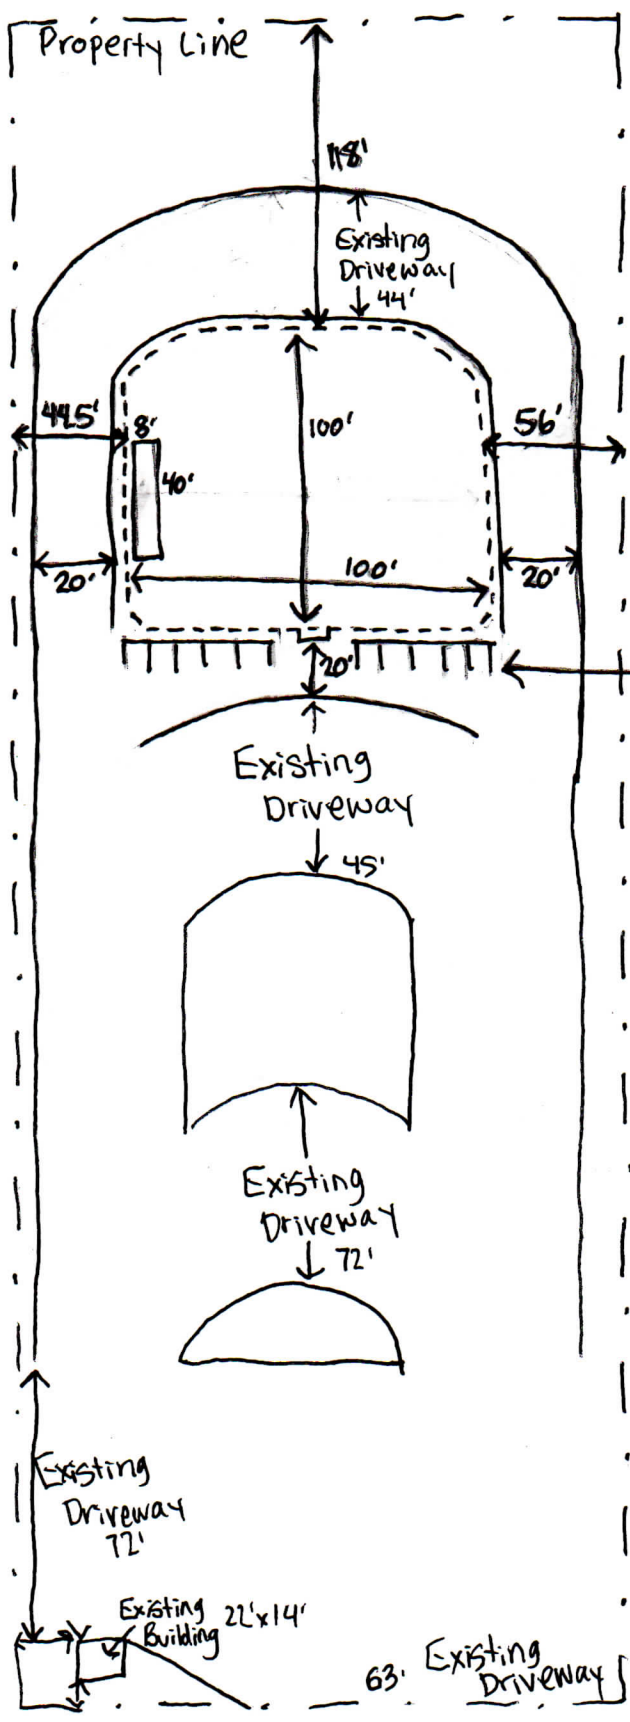 Property Line
118'
Existing
Driveway
44'
44.5'
8'
40'
100'
56'
20'
100'
20'
20'
Existing
Driveway
45'
Existing
Driveway
72'
Existing
Driveway
72'
Existing
Building 22'x14'
63' Existing
Driveway